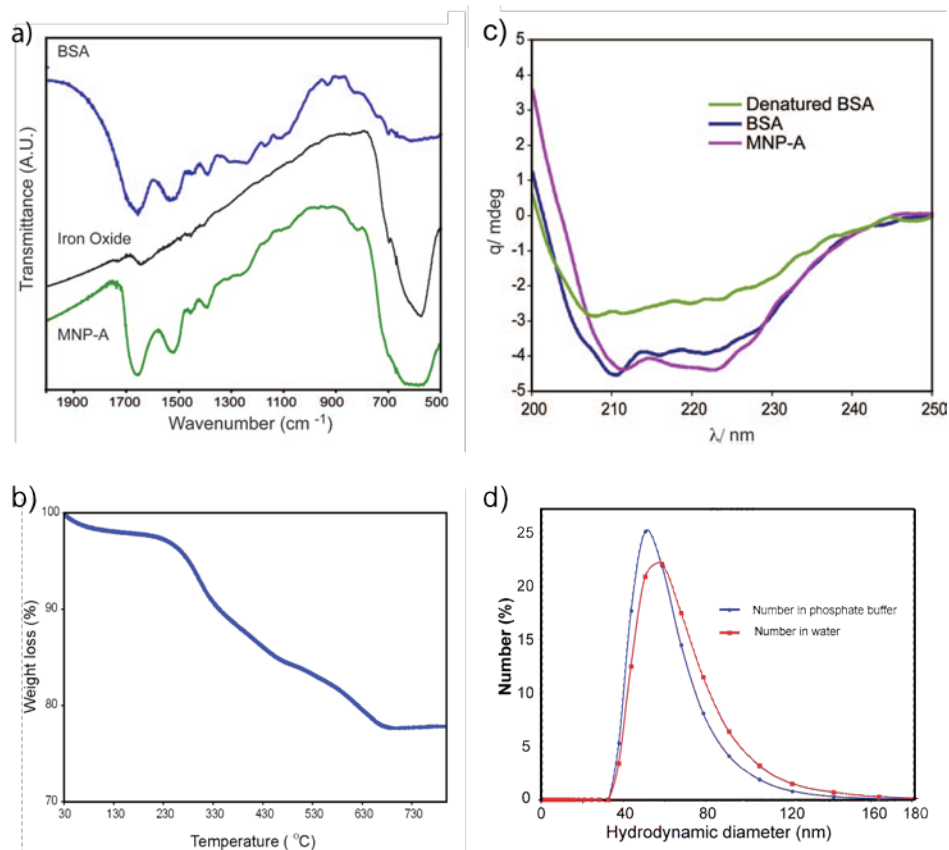 a)
BSA
Iron Oxide
MNP-A
Transmittance (A.U.)
1900 1700 1500 1300 1100 900 700 500
Wavenumber (cm -1)
c)
5
4
3
2
1
0
-1
-2
-3
-4
-5
q/ mdeg
Denatured BSA
BSA
MNP-A
200 210 220 230 240 250
λ/ nm
b)
100
90
80
70
Weight loss (%)
30 130 230 330 430 530 630 730
Temperature (°C)
d)
25
20
15
10
5
0
Number (%)
Number in phosphate buffer
Number in water
0 40 80 120 160 180
Hydrodynamic diameter (nm)